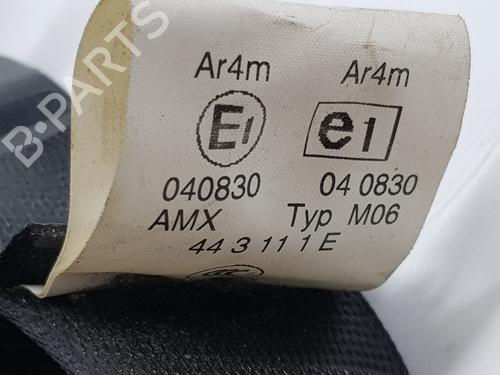 Ar4m Ar4m
E1 e1
040830 04 0830
AMX Typ M06
44 3 11 1 E
B-PARTS